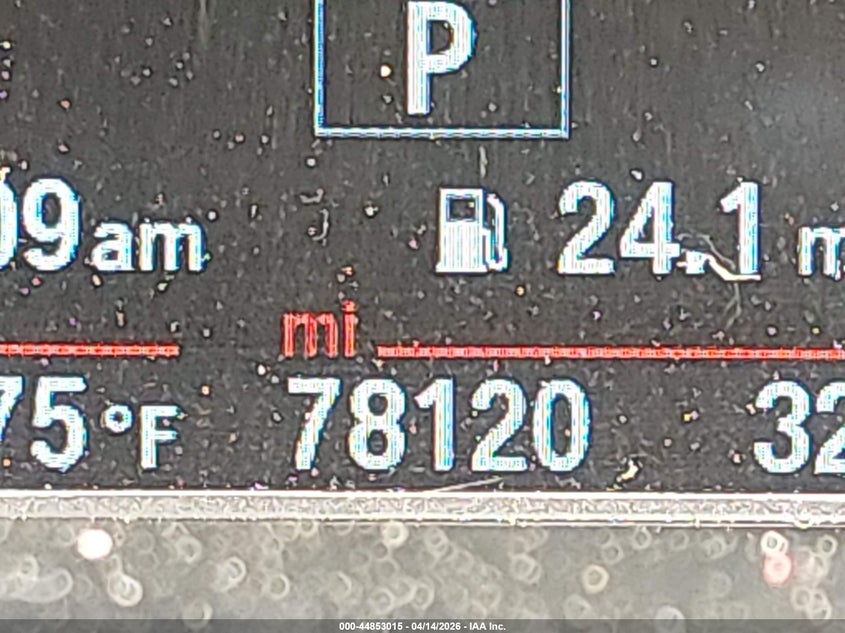 P
09am 24.1 m
mi
75°F 78120 32
000-44853015 - 04/14/2026 - IAA Inc.